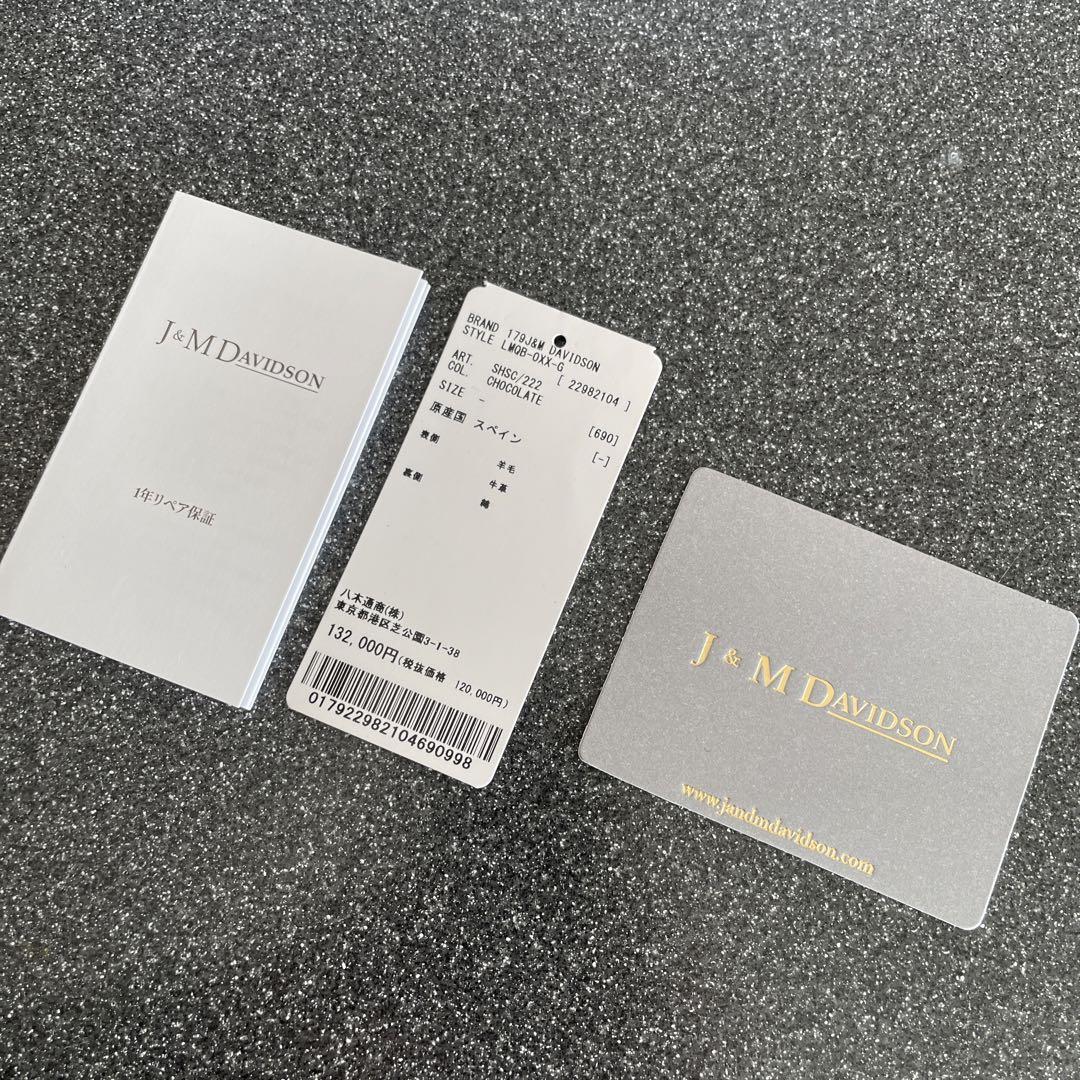 J & M DAVIDSON
1年リペア保証
BRAND 179J&M DAVIDSON
STYLE LMQB-0XX-G
[ 22982104 ]
ART. SHSC/222
COL. CHOCOLATE [690]
SIZE - [-]
原産国 スペイン
表側 羊毛
牛革
裏側 綿
八木通商(株)
東京都港区芝公園3-1-38
132,000円(税抜価格 120,000円)
017922982104690998
J & M DAVIDSON
www.jandmdavidson.com